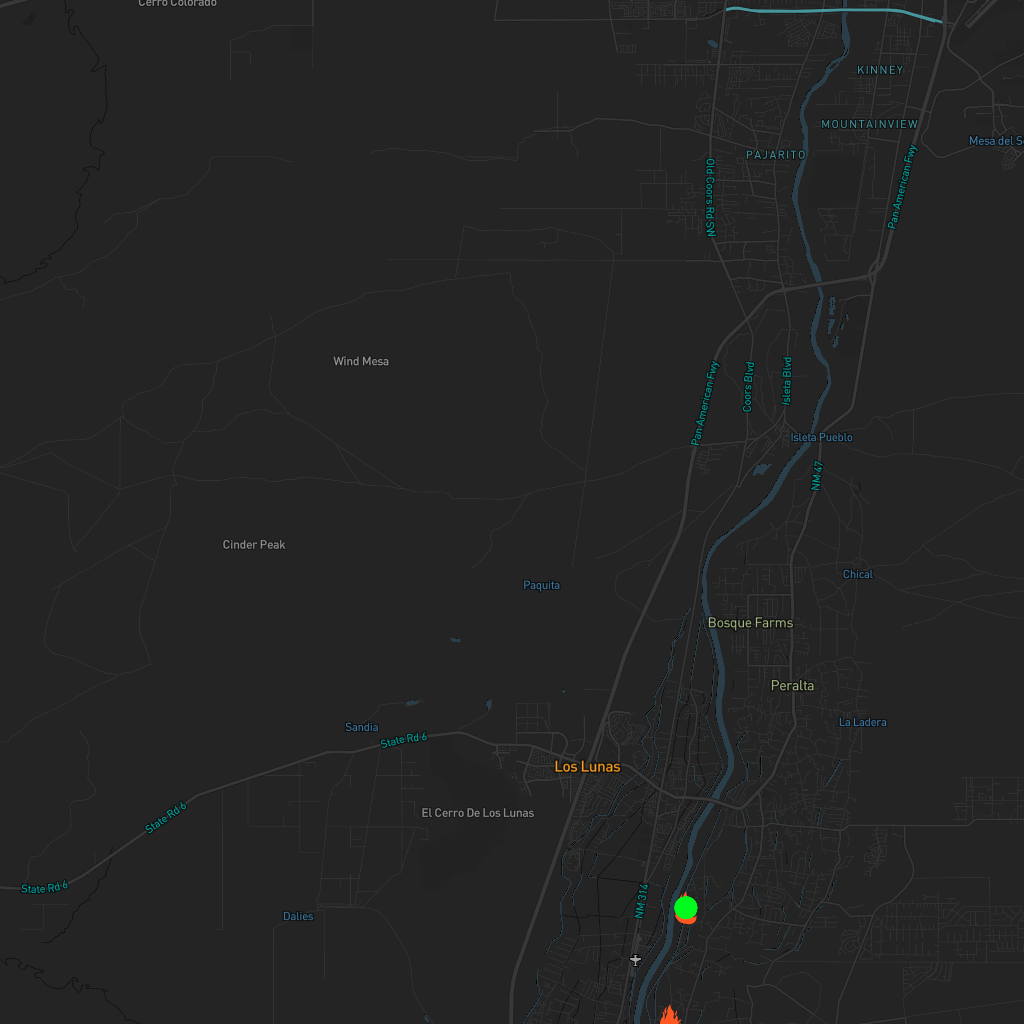 Cerro Colorado
KINNEY
MOUNTAINVIEW
Mesa del S
PAJARITO
Old Coors Rd SW
Pan American Fwy
Wind Mesa
Pan American Fwy
Coors Blvd
Isleta Blvd
Isleta Pueblo
NM 47
Cinder Peak
Chical
Paquita
Bosque Farms
Peralta
La Ladera
Sandia
State Rd 6
Los Lunas
State Rd 6
El Cerro De Los Lunas
State Rd 6
NM 314
Dalies